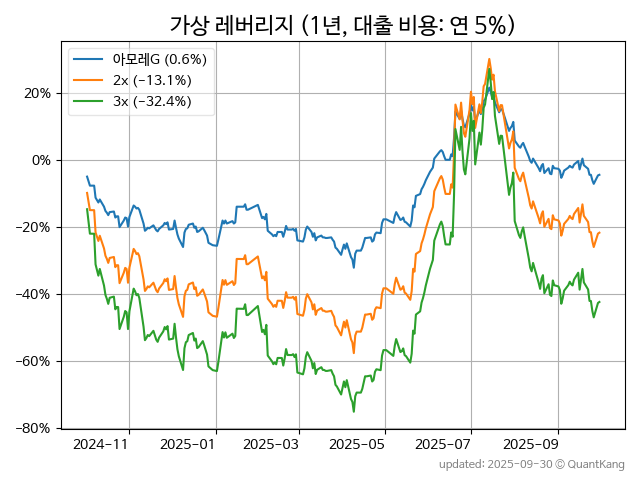 가상 레버리지 (1년, 대출 비용: 연 5%)
아모레G (0.6%)
2x (−13.1%)
3x (−32.4%)
20%
0%
−20%
−40%
−60%
−80%
2024-11
2025-01
2025-03
2025-05
2025-07
2025-09
updated: 2025-09-30 © QuantKang